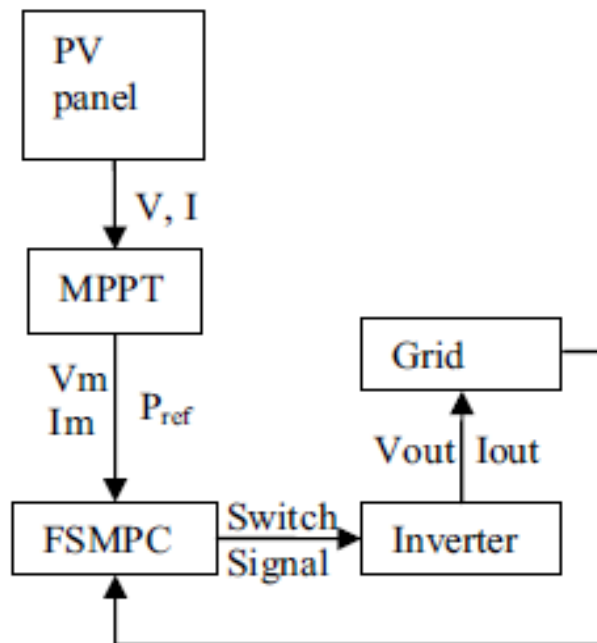 PV
panel
V, I
MPPT
Vm
Im
Pref
Grid
Vout Iout
FSMPC
Switch
Signal
Inverter